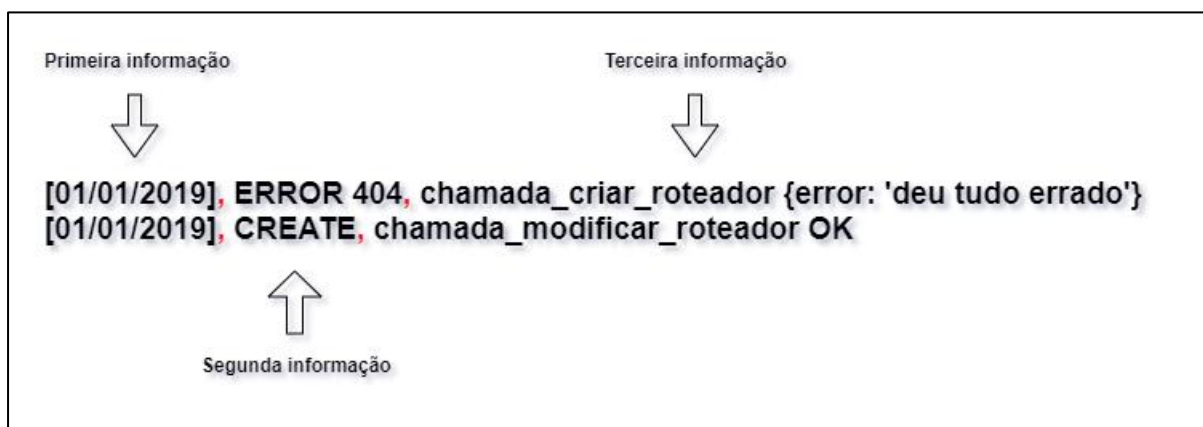 Primeira informação
Terceira informação
[01/01/2019], ERROR 404, chamada_criar_roteador {error: 'deu tudo errado'}
[01/01/2019], CREATE, chamada_modificar_roteador OK
Segunda informação